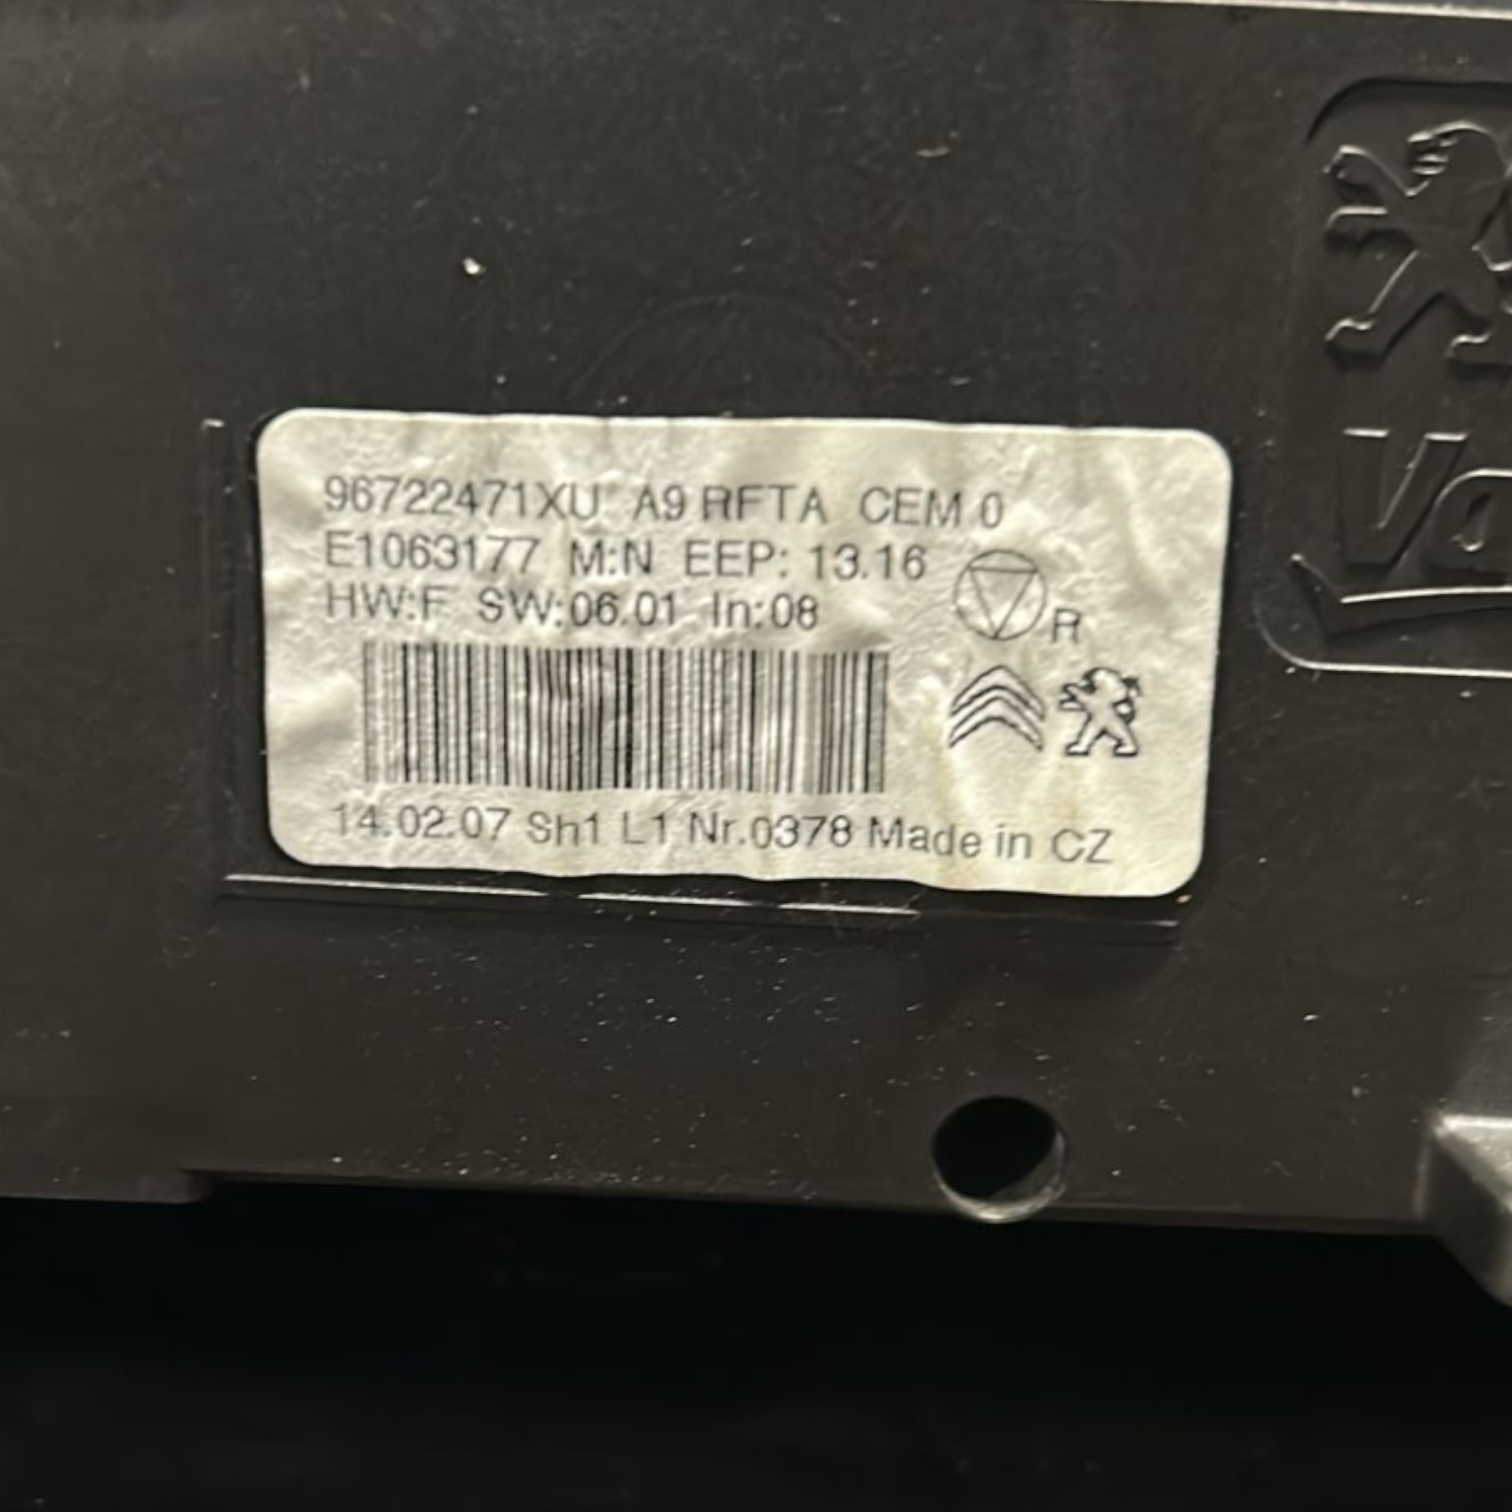 96722471XU A9 RFTA CEM 0
E1063177 M:N EEP: 13.16
HW:F SW:06.01 In:08
R
14.02.07 Sh1 L1 Nr.0378 Made in CZ